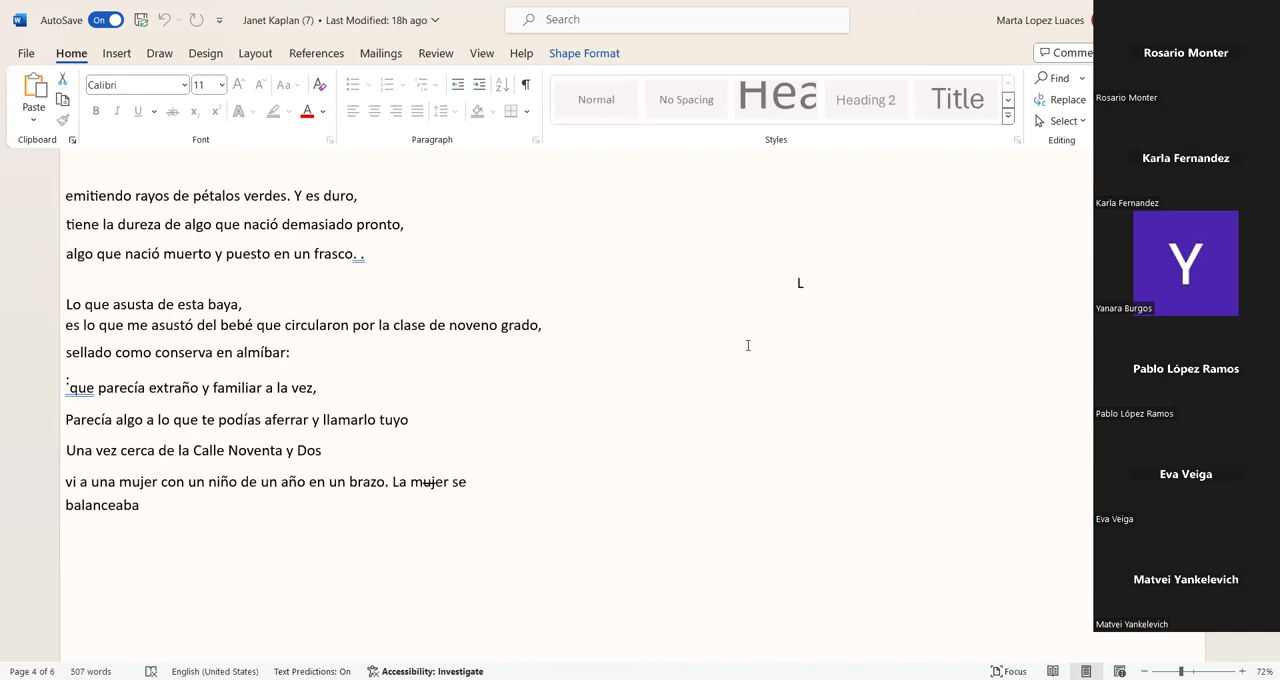 AutoSave On Janet Kaplan (7) • Last Modified: 18h ago Search Marta Lopez Luaces
File Home Insert Draw Design Layout References Mailings Review View Help Shape Format Comme
Paste Calibri 11 Aa Normal No Spacing Hea Heading 2 Title Find
Replace
B I U ab x₂ x² A A Select
Clipboard Font Paragraph Styles Editing
emitiendo rayos de pétalos verdes. Y es duro,
tiene la dureza de algo que nació demasiado pronto,
algo que nació muerto y puesto en un frasco. .
L
Lo que asusta de esta baya,
es lo que me asustó del bebé que circularon por la clase de noveno grado,
sellado como conserva en almíbar:
:que parecía extraño y familiar a la vez,
Parecía algo a lo que te podías aferrar y llamarlo tuyo
Una vez cerca de la Calle Noventa y Dos
vi a una mujer con un niño de un año en un brazo. La mujer se
balanceaba
Rosario Monter
Rosario Monter
Karla Fernandez
Karla Fernandez
Y
Yanara Burgos
Pablo López Ramos
Pablo López Ramos
Eva Veiga
Eva Veiga
Matvei Yankelevich
Matvei Yankelevich
Page 4 of 6 507 words English (United States) Text Predictions: On Accessibility: Investigate Focus 72%